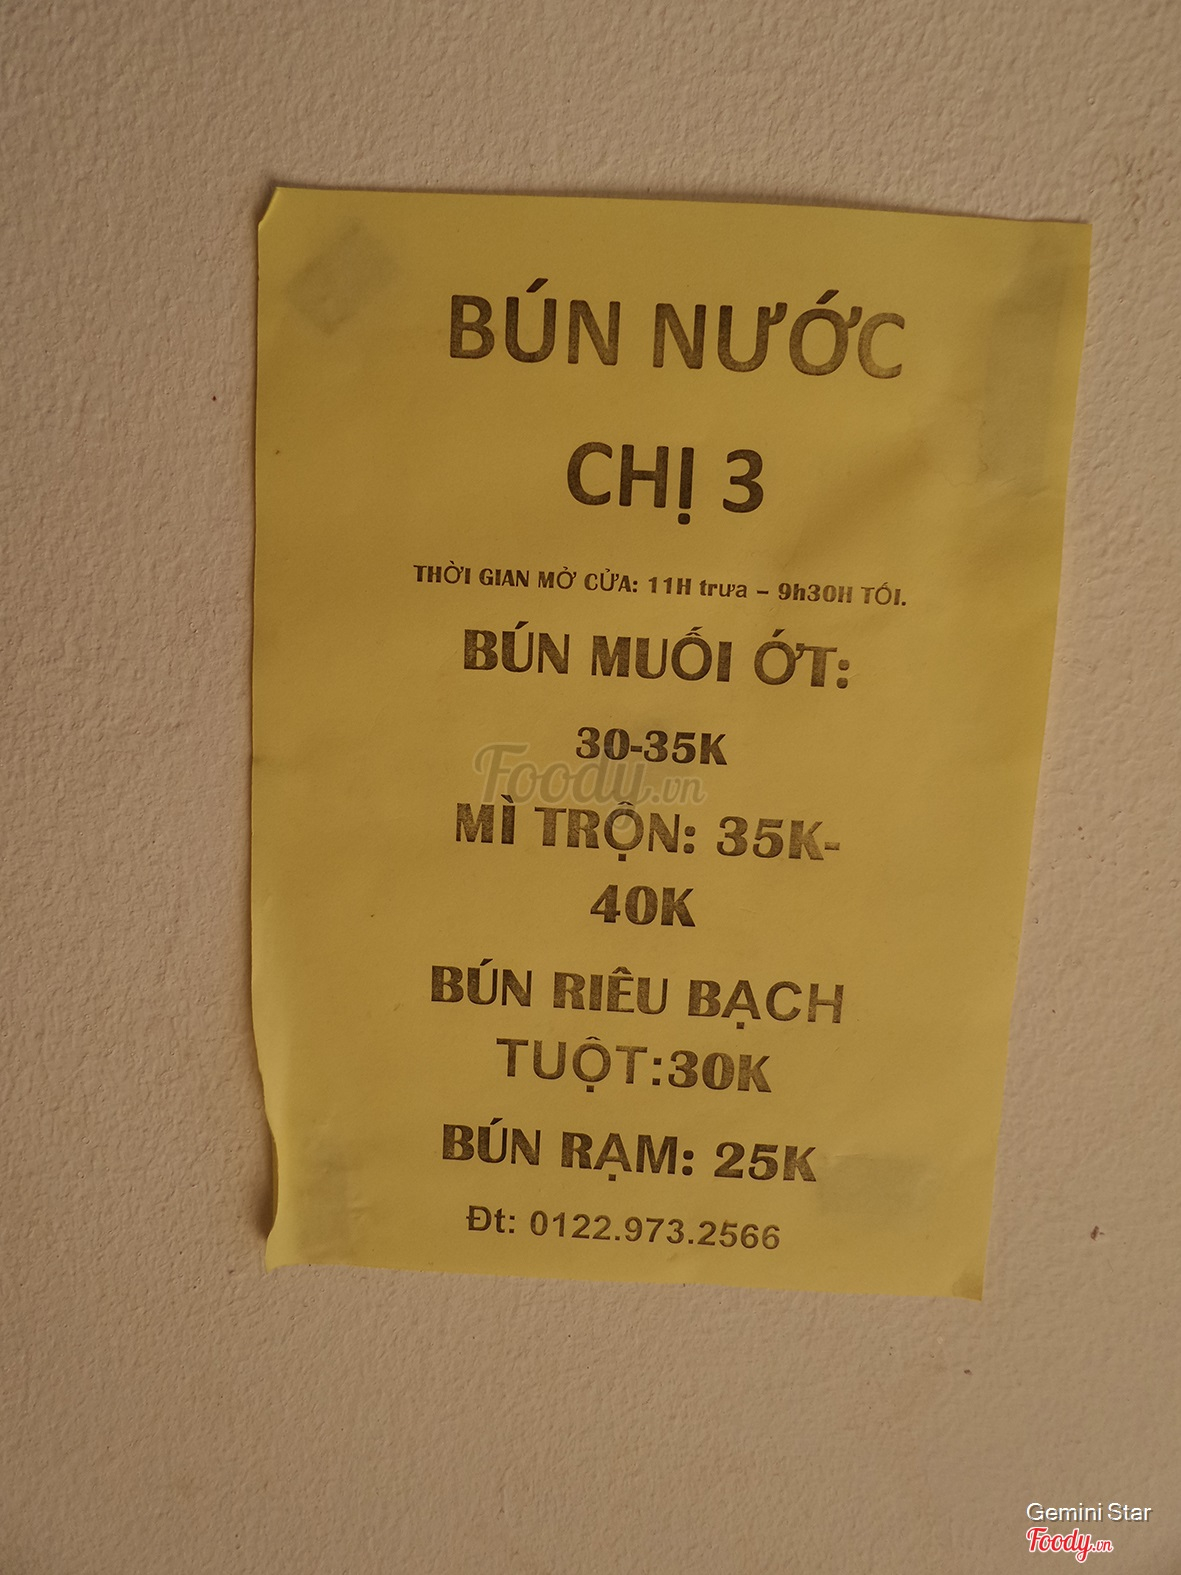 BÚN NƯỚC
CHỊ 3
THỜI GIAN MỞ CỬA: 11H trưa – 9h30H TỐI.
BÚN MUỐI ỚT:
30-35K
Foody.vn
MÌ TRỘN: 35K-
40K
BÚN RIÊU BẠCH
TUỘT:30K
BÚN RẠM: 25K
Đt: 0122.973.2566
Gemini Star
Foody.vn